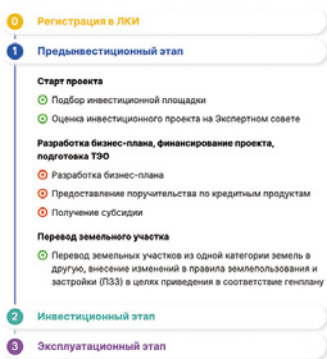 0 Регистрация в ЛКИ
1 Предынвестиционный этап
Старт проекта
Подбор инвестиционной площадки
Оценка инвестиционного проекта на Экспертном совете
Разработка бизнес-плана, финансирование проекта,
подготовка ТЭО
Разработка бизнес-плана
Предоставление поручительства по кредитным продуктам
Получение субсидии
Перевод земельного участка
Перевод земельных участков из одной категории земель в
другую, внесение изменений в правила землепользования и
застройки (ПЗЗ) в целях приведения в соответствие генплану
2 Инвестиционный этап
3 Эксплуатационный этап